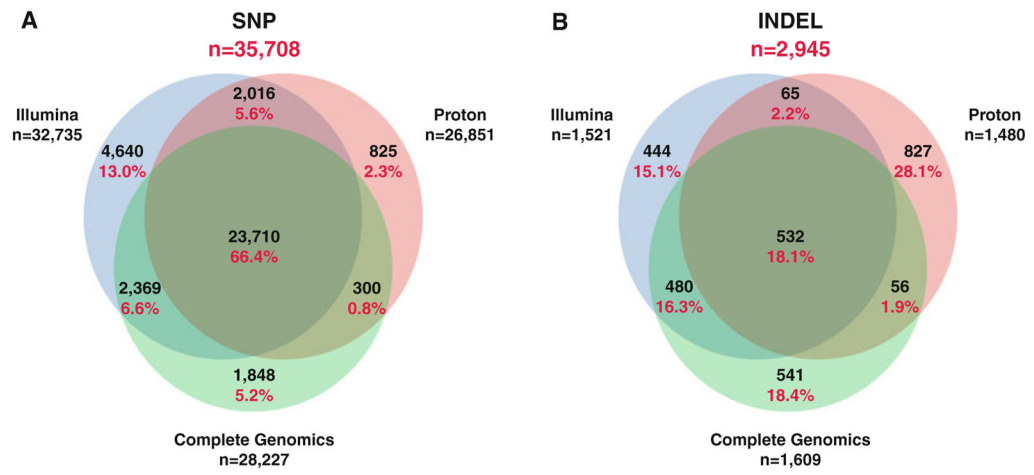 A
SNP
n=35,708
Illumina
n=32,735
Proton
n=26,851
2,016
5.6%
4,640
13.0%
825
2.3%
23,710
66.4%
2,369
6.6%
300
0.8%
1,848
5.2%
Complete Genomics
n=28,227
B
INDEL
n=2,945
Illumina
n=1,521
Proton
n=1,480
65
2.2%
444
15.1%
827
28.1%
532
18.1%
480
16.3%
56
1.9%
541
18.4%
Complete Genomics
n=1,609